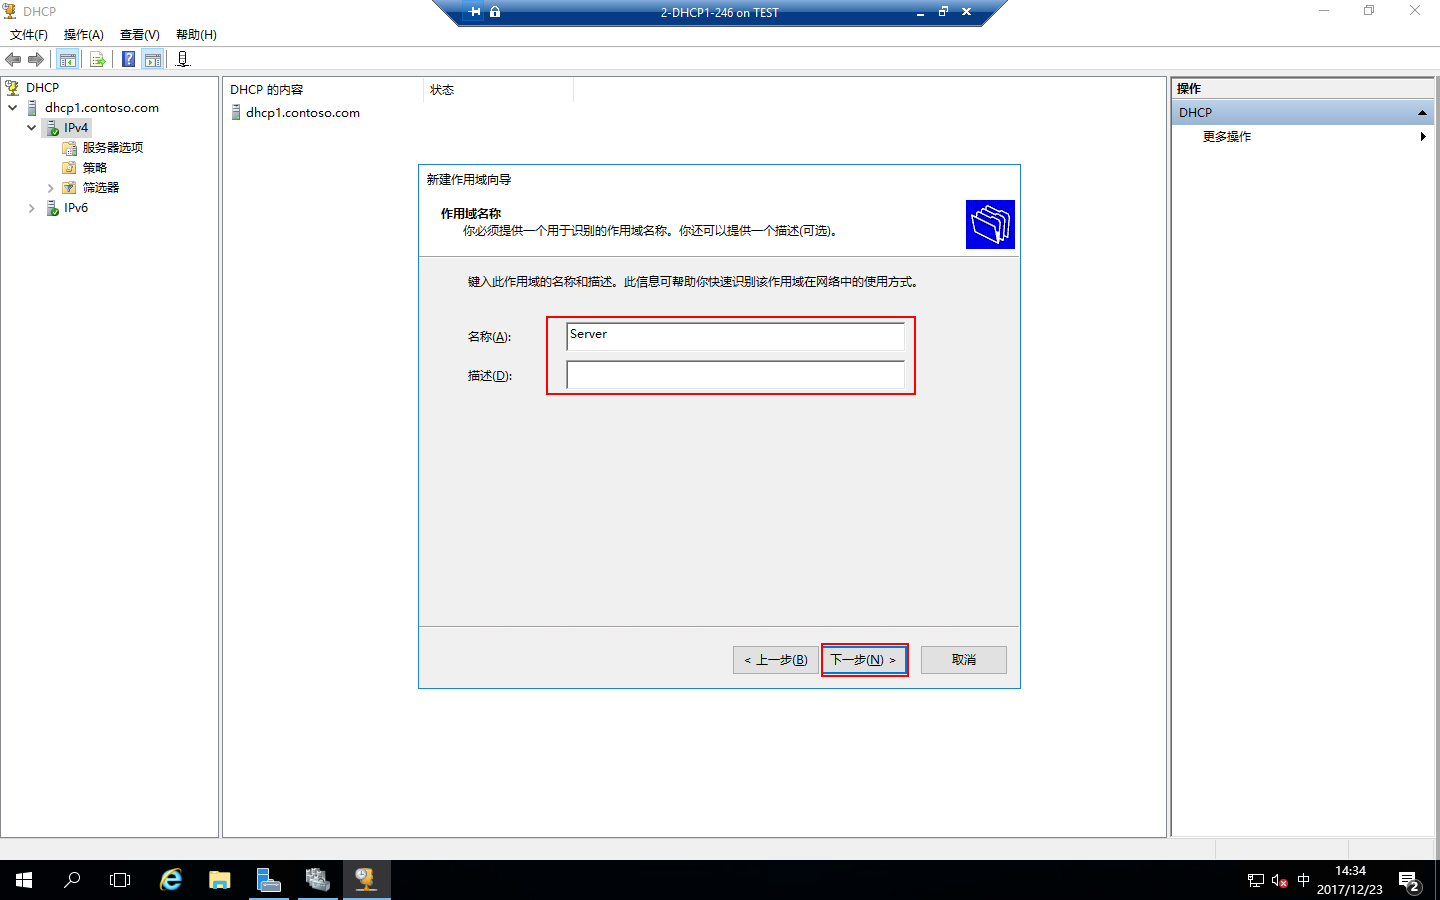 DHCP
2-DHCP1-246 on TEST
文件(F) 操作(A) 查看(V) 帮助(H)
DHCP
dhcp1.contoso.com
IPv4
服务器选项
策略
筛选器
IPv6
DHCP 的内容 状态
dhcp1.contoso.com
操作
DHCP
更多操作
新建作用域向导
作用域名称
你必须提供一个用于识别的作用域名称。你还可以提供一个描述(可选)。
键入此作用域的名称和描述。此信息可帮助你快速识别该作用域在网络中的使用方式。
名称(A): Server
描述(D):
< 上一步(B) 下一步(N) > 取消
中
14:34
2017/12/23
2